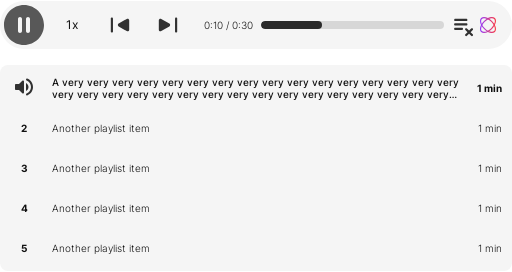 1x
0:10 / 0:30
A very very very very very very very very very very very very very very very very
very very very very very very very very very very very very very very very very...
1 min
2 Another playlist item 1 min
3 Another playlist item 1 min
4 Another playlist item 1 min
5 Another playlist item 1 min